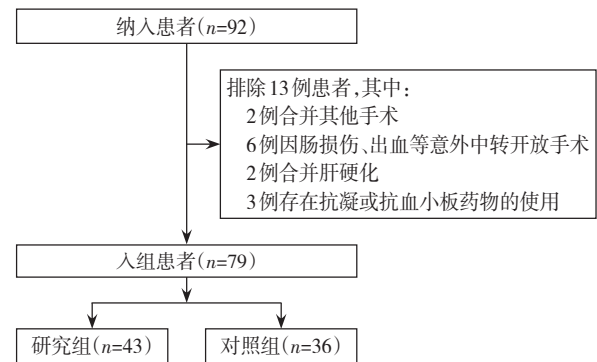 纳入患者(n=92)
排除13例患者,其中:
2例合并其他手术
6例因肠损伤、出血等意外中转开放手术
2例合并肝硬化
3例存在抗凝或抗血小板药物的使用
入组患者(n=79)
研究组(n=43)
对照组(n=36)